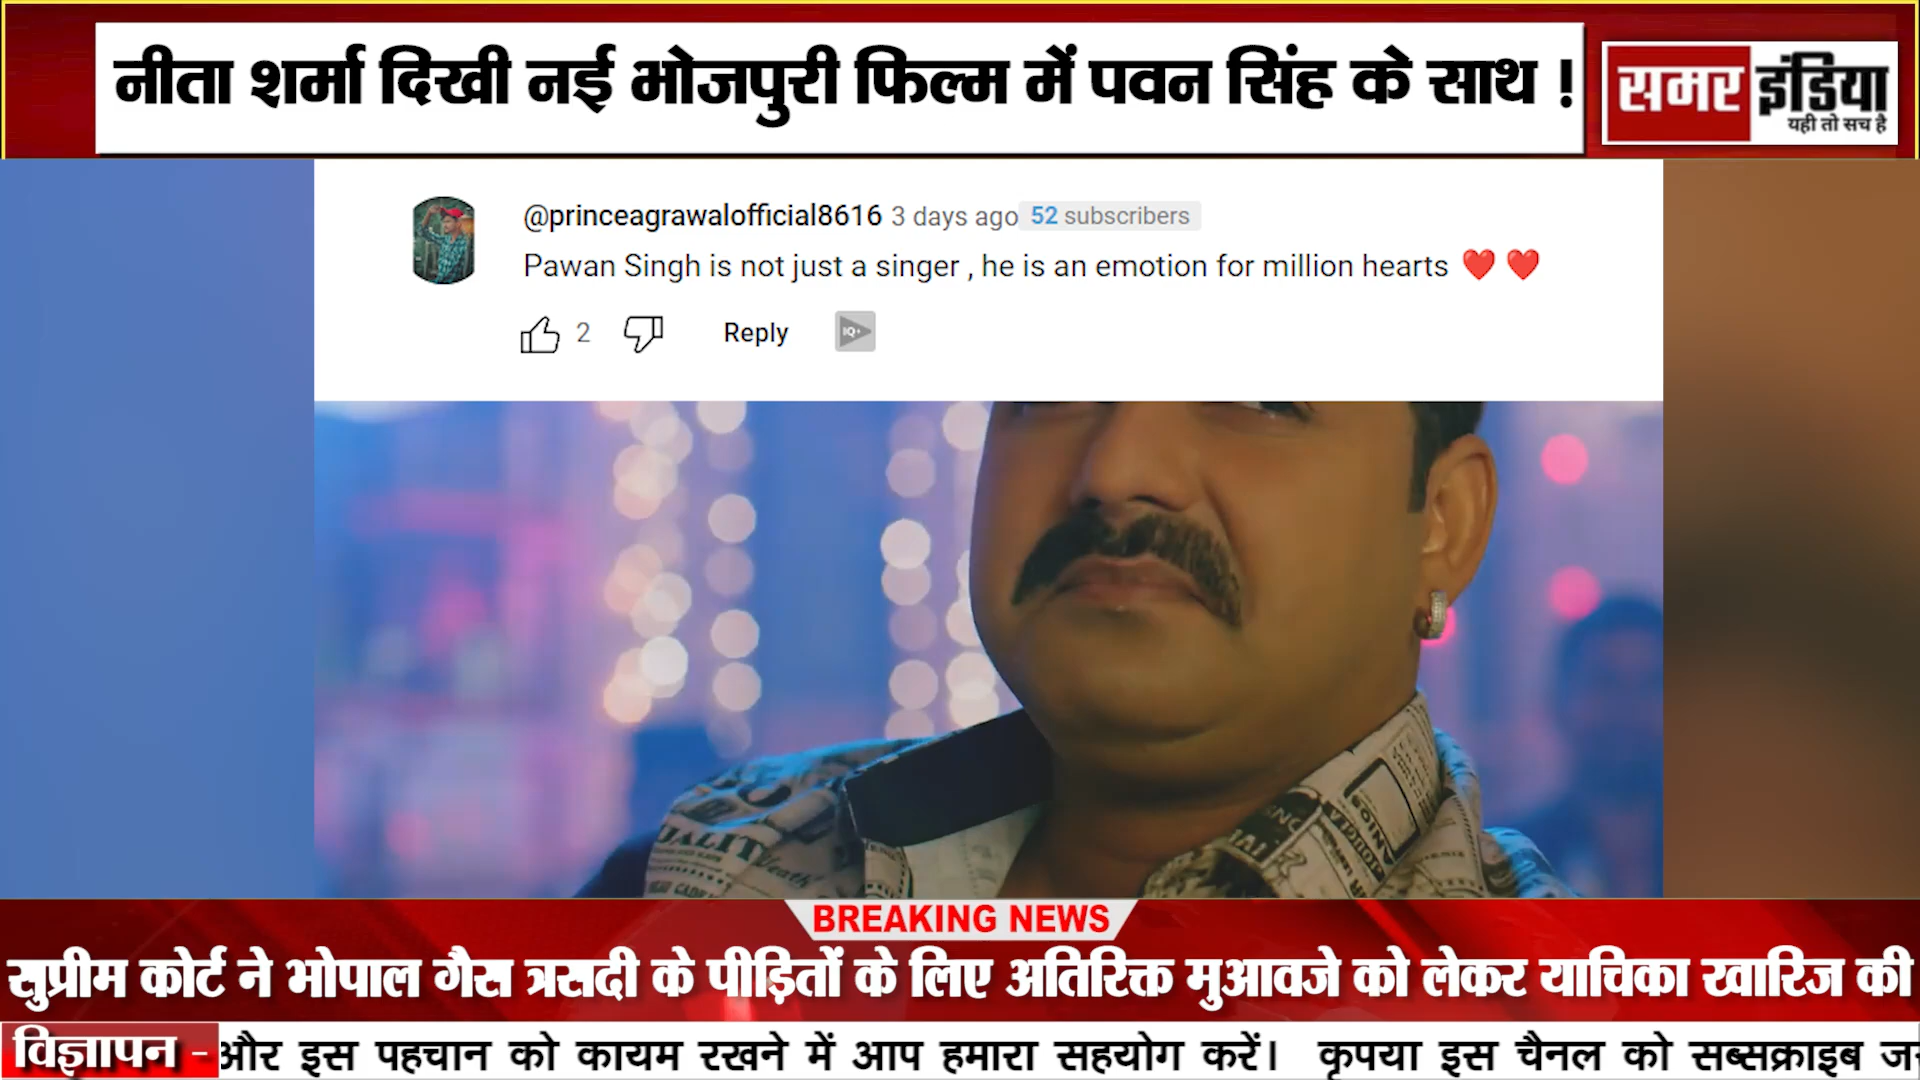 नीता शर्मा दिखी नई भोजपुरी फिल्म में पवन सिंह के साथ !
समर इंडिया
यही तो सच है
@princeagrawalofficial8616 3 days ago 52 subscribers
Pawan Singh is not just a singer , he is an emotion for million hearts ❤️ ❤️
2 Reply IQ+
QUALITY
BREAKING NEWS
सुप्रीम कोर्ट ने भोपाल गैस त्रसदी के पीड़ितों के लिए अतिरिक्त मुआवजे को लेकर याचिका खारिज की
विज्ञापन - और इस पहचान को कायम रखने में आप हमारा सहयोग करें। कृपया इस चैनल को सब्सक्राइब